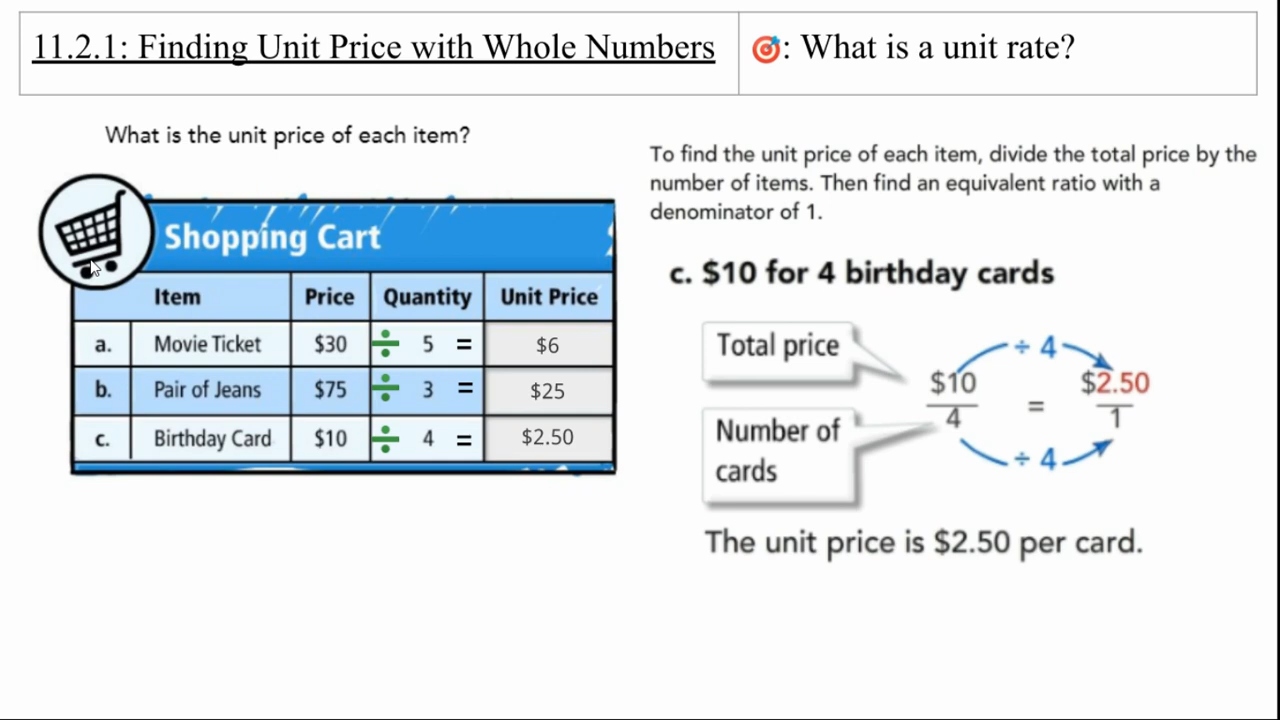 11.2.1: Finding Unit Price with Whole Numbers
🎯: What is a unit rate?
What is the unit price of each item?
Shopping Cart
Item Price Quantity Unit Price
a. Movie Ticket $30 ÷ 5 = $6
b. Pair of Jeans $75 ÷ 3 = $25
c. Birthday Card $10 ÷ 4 = $2.50
To find the unit price of each item, divide the total price by the
number of items. Then find an equivalent ratio with a
denominator of 1.
c. $10 for 4 birthday cards
Total price
Number of
cards
÷ 4
$10 $2.50
=
4 1
÷ 4
The unit price is $2.50 per card.